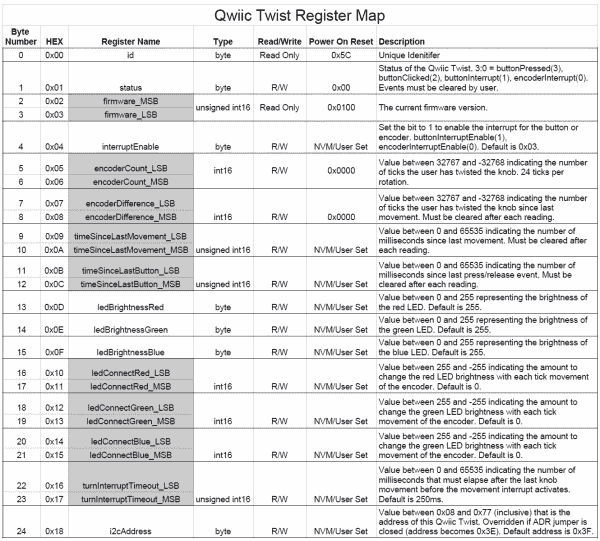 Qwiic Twist Register Map
Byte Number HEX Register Name Type Read/Write Power On Reset Description
0 0x00 id byte Read Only 0x5C Unique Idenitifer
1 0x01 status byte R/W 0x00 Status of the Qwiic Twist. 3:0 = buttonPressed(3),
buttonClicked(2), buttonInterrupt(1), encoderInterrupt(0).
Events must be cleared by user.
2 0x02 firmware_MSB
3 0x03 firmware_LSB
unsigned int16 Read Only 0x0100 The current firmware version.
4 0x04 interruptEnable byte R/W NVM/User Set Set the bit to 1 to enable the interrupt for the button or
encoder. buttonInterruptEnable(1),
encoderInterruptEnable(0). Default is 0x03.
5 0x05 encoderCount_LSB
6 0x06 encoderCount_MSB
int16 R/W 0x0000 Value between 32767 and -32768 indicating the number
of ticks the user has twisted the knob. 24 ticks per
rotation.
7 0x07 encoderDifference_LSB
8 0x08 encoderDifference_MSB int16 R/W 0x0000
Value between 32767 and -32768 indicating the number
of ticks the user has twisted the knob since last
movement. Must be cleared after each reading.
9 0x09 timeSinceLastMovement_LSB
10 0x0A timeSinceLastMovement_MSB unsigned int16 R/W NVM/User Set
Value between 0 and 65535 indicating the number of
milliseconds since last movement. Must be cleared after
each reading.
11 0x0B timeSinceLastButton_LSB
12 0x0C timeSinceLastButton_MSB unsigned int16 R/W NVM/User Set
Value between 0 and 65535 indicating the number of
milliseconds since last press/release event. Must be
cleared after each reading.
13 0x0D ledBrightnessRed byte R/W NVM/User Set Value between 0 and 255 representing the brightness of
the red LED. Default is 255.
14 0x0E ledBrightnessGreen byte R/W NVM/User Set Value between 0 and 255 representing the brightness of
the green LED. Default is 255.
15 0x0F ledBrightnessBlue byte R/W NVM/User Set Value between 0 and 255 representing the brightness of
the blue LED. Default is 255.
16 0x10 ledConnectRed_LSB
17 0x11 ledConnectRed_MSB int16 R/W NVM/User Set
Value between 255 and -255 indicating the amount to
change the red LED brightness with each tick movement
of the encoder. Default is 0.
18 0x12 ledConnectGreen_LSB
19 0x13 ledConnectGreen_MSB int16 R/W NVM/User Set
Value between 255 and -255 indicating the amount to
change the green LED brightness with each tick
movement of the encoder. Default is 0.
20 0x14 ledConnectBlue_LSB
21 0x15 ledConnectBlue_MSB int16 R/W NVM/User Set
Value between 255 and -255 indicating the amount to
change the green LED brightness with each tick
movement of the encoder. Default is 0.
22 0x16 turnInterruptTimeout_LSB
23 0x17 turnInterruptTimeout_MSB unsigned int16 R/W NVM/User Set
Value between 0 and 65535 indicating the number of
milliseconds that must elapse after the last knob
movement before the movement interrupt activates.
Default is 250ms.
24 0x18 i2cAddress byte R/W NVM/User Set Value between 0x08 and 0x77 (inclusive) that is the
address of this Qwiic Twist. Overridden if ADR jumper is
closed (address becomes 0x3E). Default address is 0x3F.